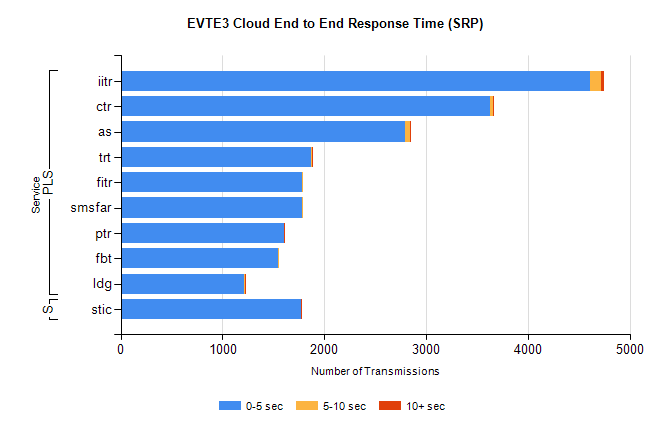 EVTE3 Cloud End to End Response Time (SRP)
Service
PLS
LS
iitr
ctr
as
trt
fitr
smsfar
ptr
fbt
ldg
stic
0 1000 2000 3000 4000 5000
Number of Transmissions
0-5 sec 5-10 sec 10+ sec